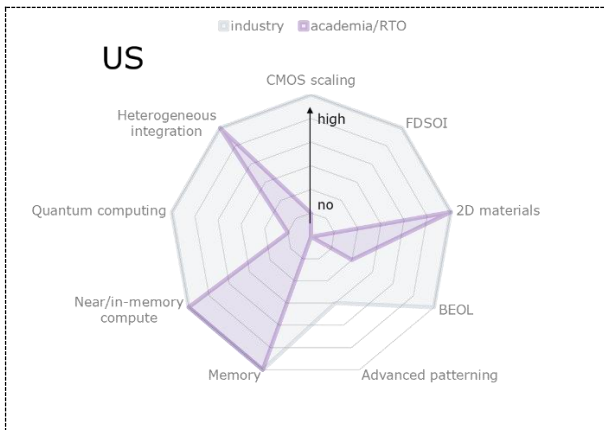 industry academia/RTO
US
CMOS scaling
Heterogeneous
integration
FDSOI
high
no
Quantum computing
2D materials
Near/in-memory
compute
BEOL
Memory
Advanced patterning